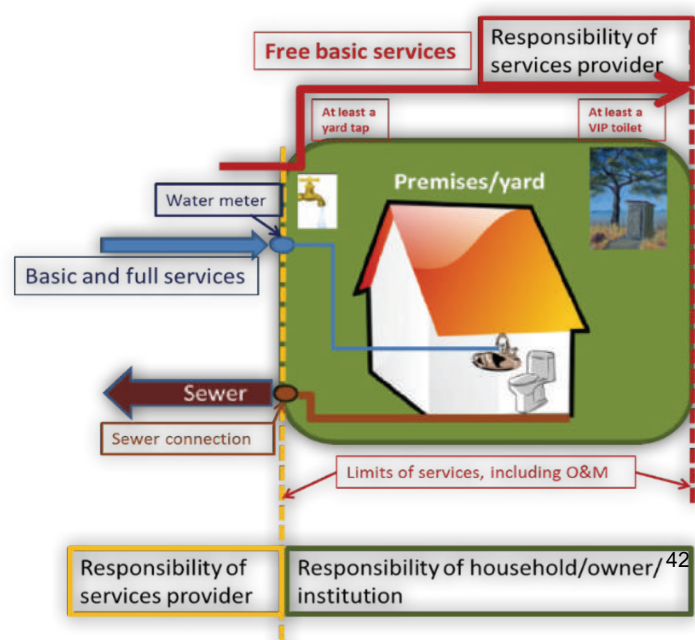 Free basic services
Responsibility of
services provider
At least a
yard tap
At least a
VIP toilet
Premises/yard
Water meter
Basic and full services
Sewer
Sewer connection
Limits of services, including O&M
Responsibility of
services provider
Responsibility of household/owner/
institution
42